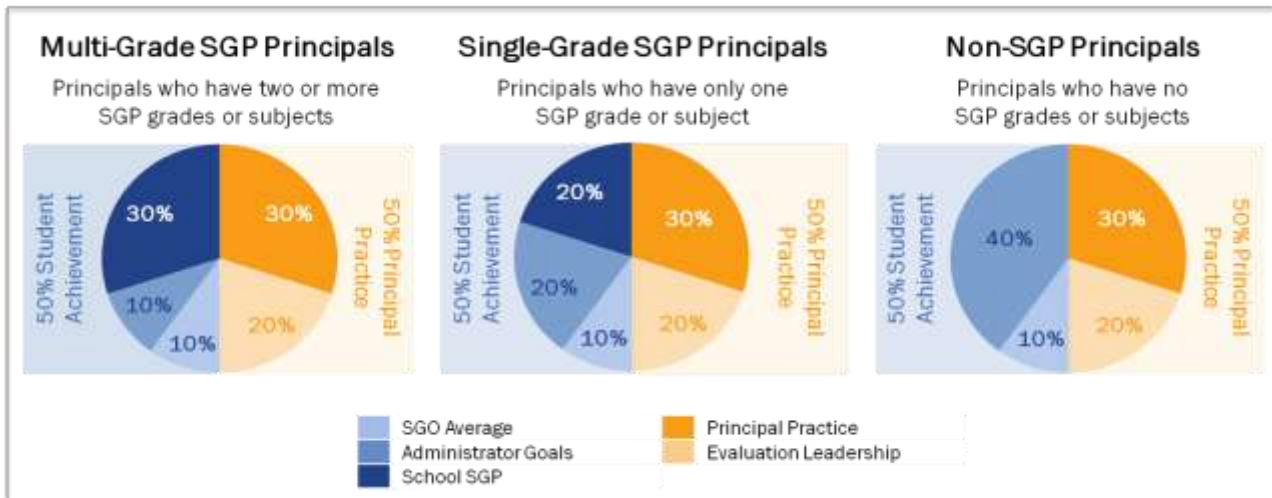 Multi-Grade SGP Principals
Principals who have two or more
SGP grades or subjects
50% Student
Achievement
30%
10%
10%
30%
20%
50% Principal
Practice
Single-Grade SGP Principals
Principals who have only one
SGP grade or subject
50% Student
Achievement
20%
20%
10%
30%
20%
50% Principal
Practice
Non-SGP Principals
Principals who have no
SGP grades or subjects
50% Student
Achievement
40%
10%
30%
20%
50% Principal
Practice
SGO Average
Administrator Goals
School SGP
Principal Practice
Evaluation Leadership